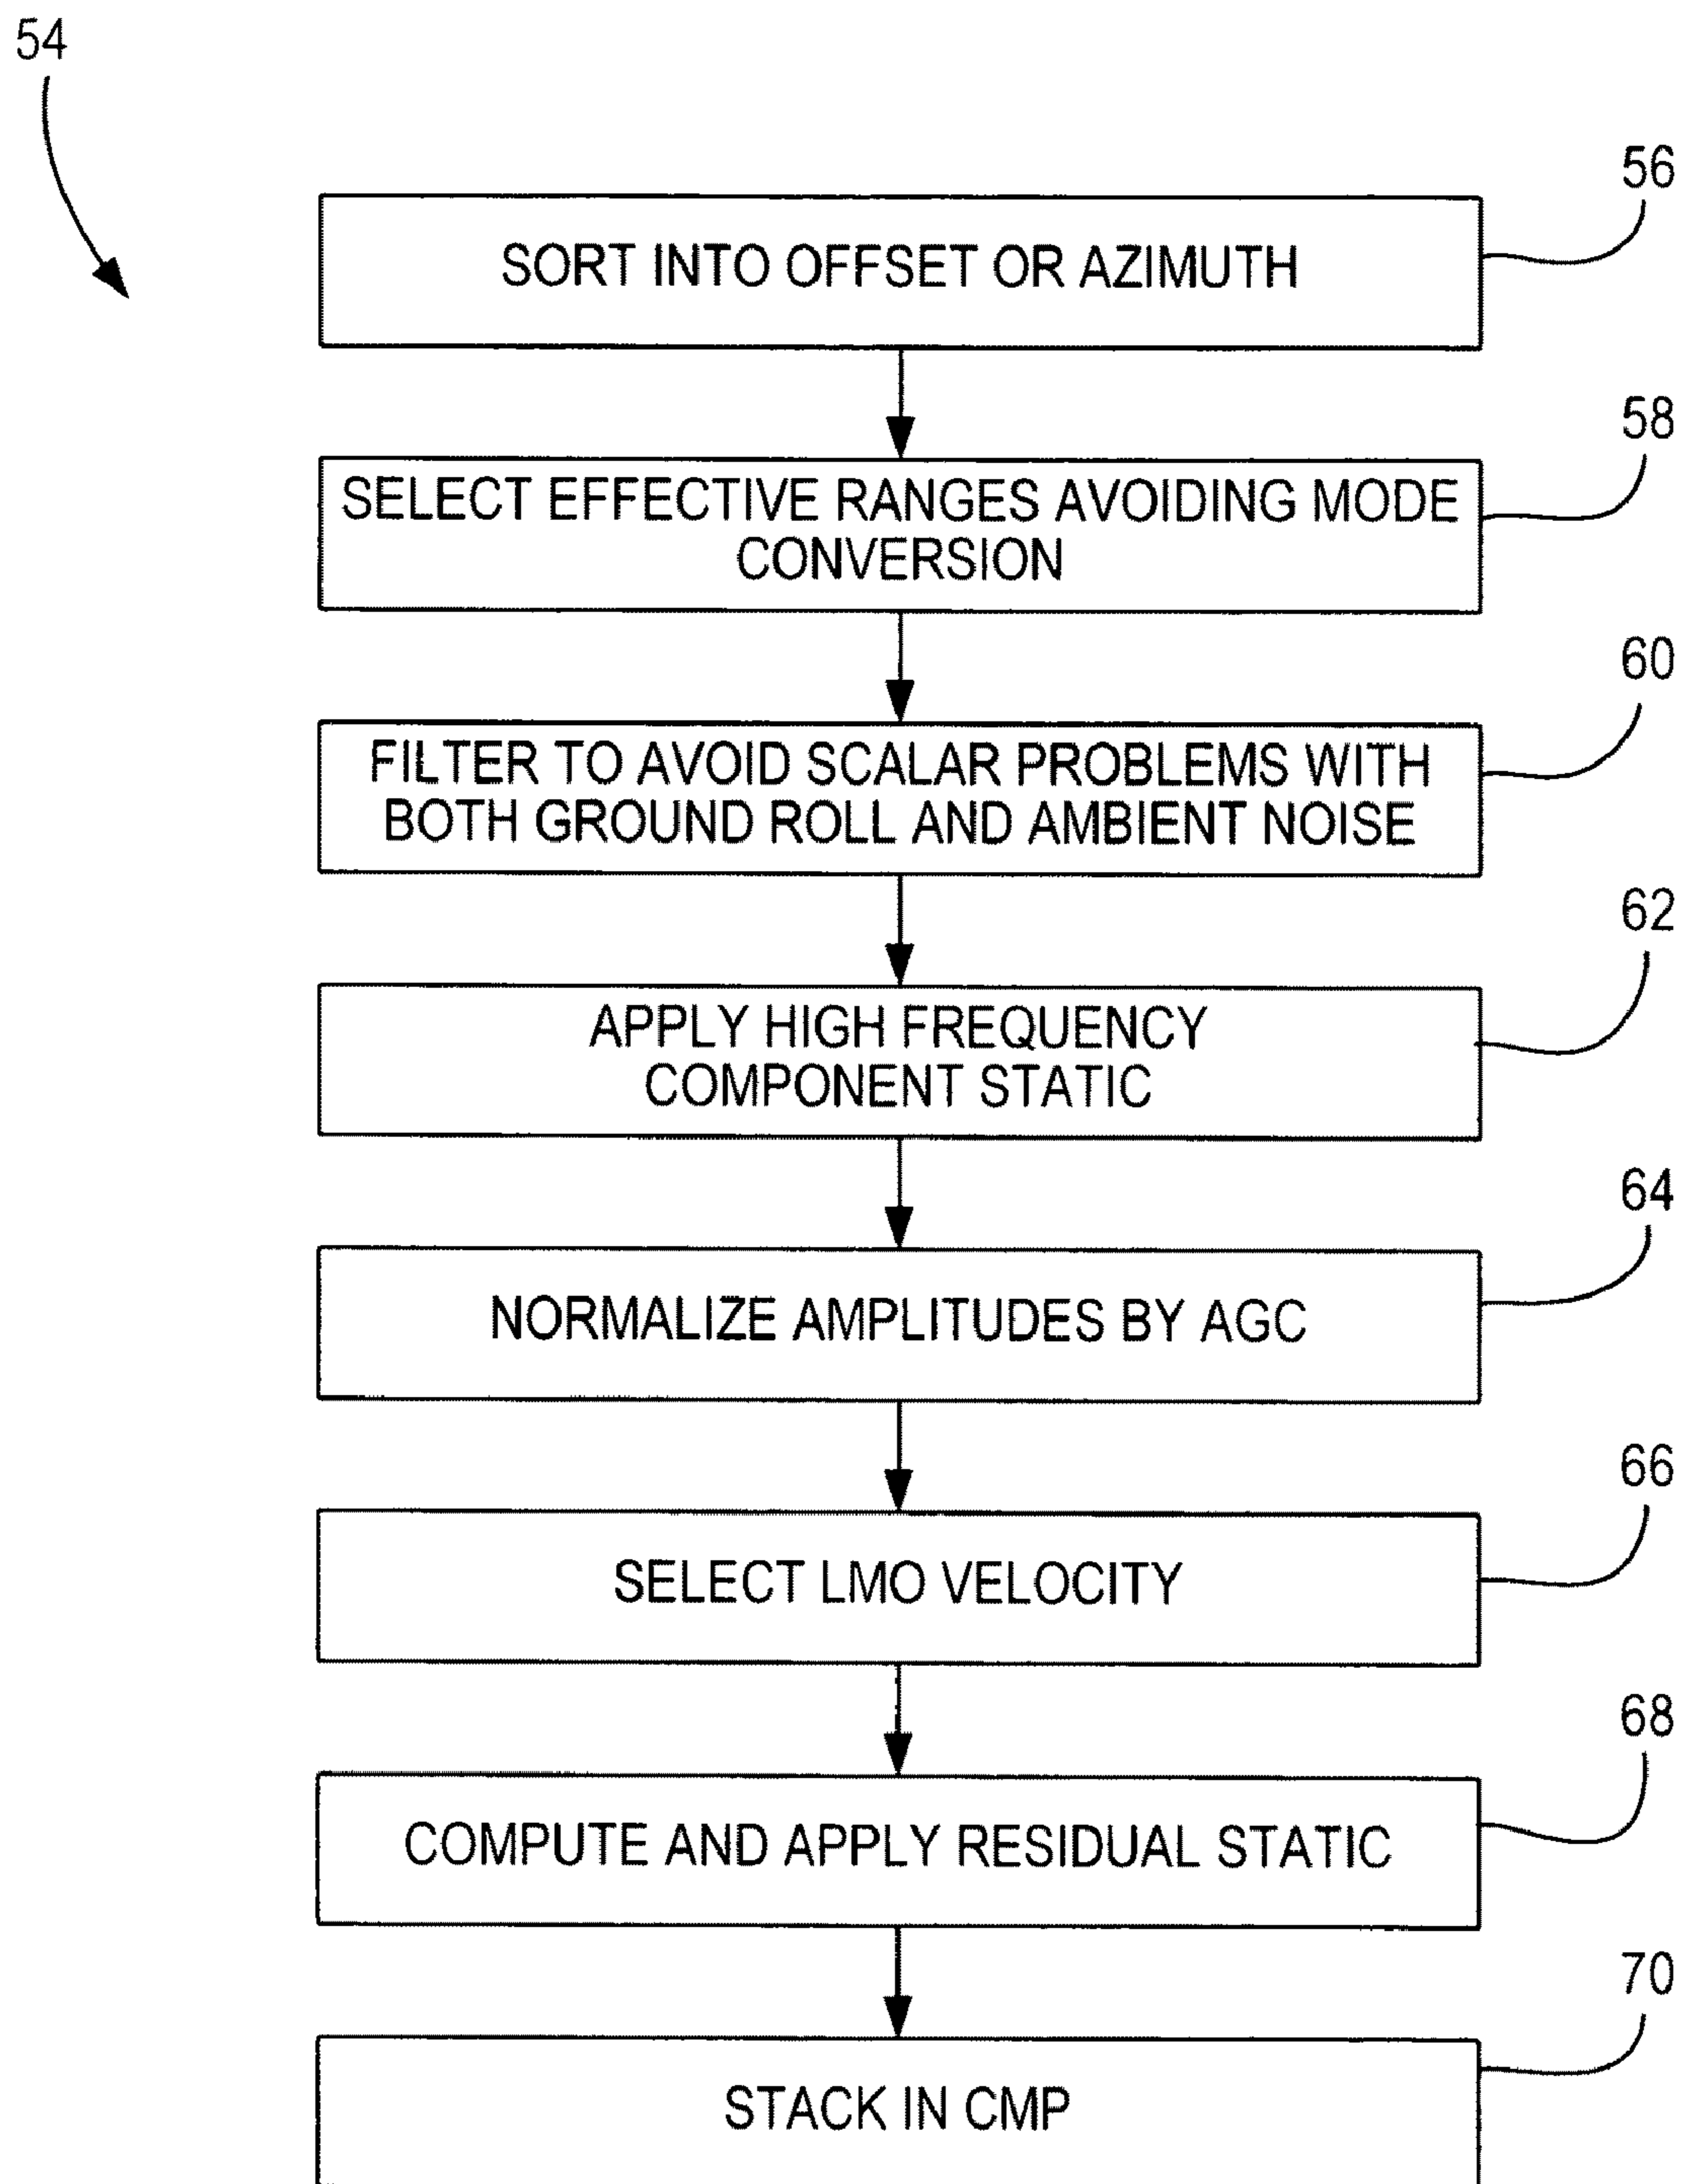 54
56
SORT INTO OFFSET OR AZIMUTH
58
SELECT EFFECTIVE RANGES AVOIDING MODE
CONVERSION
60
FILTER TO AVOID SCALAR PROBLEMS WITH
BOTH GROUND ROLL AND AMBIENT NOISE
62
APPLY HIGH FREQUENCY
COMPONENT STATIC
64
NORMALIZE AMPLITUDES BY AGC
66
SELECT LMO VELOCITY
68
COMPUTE AND APPLY RESIDUAL STATIC
70
STACK IN CMP